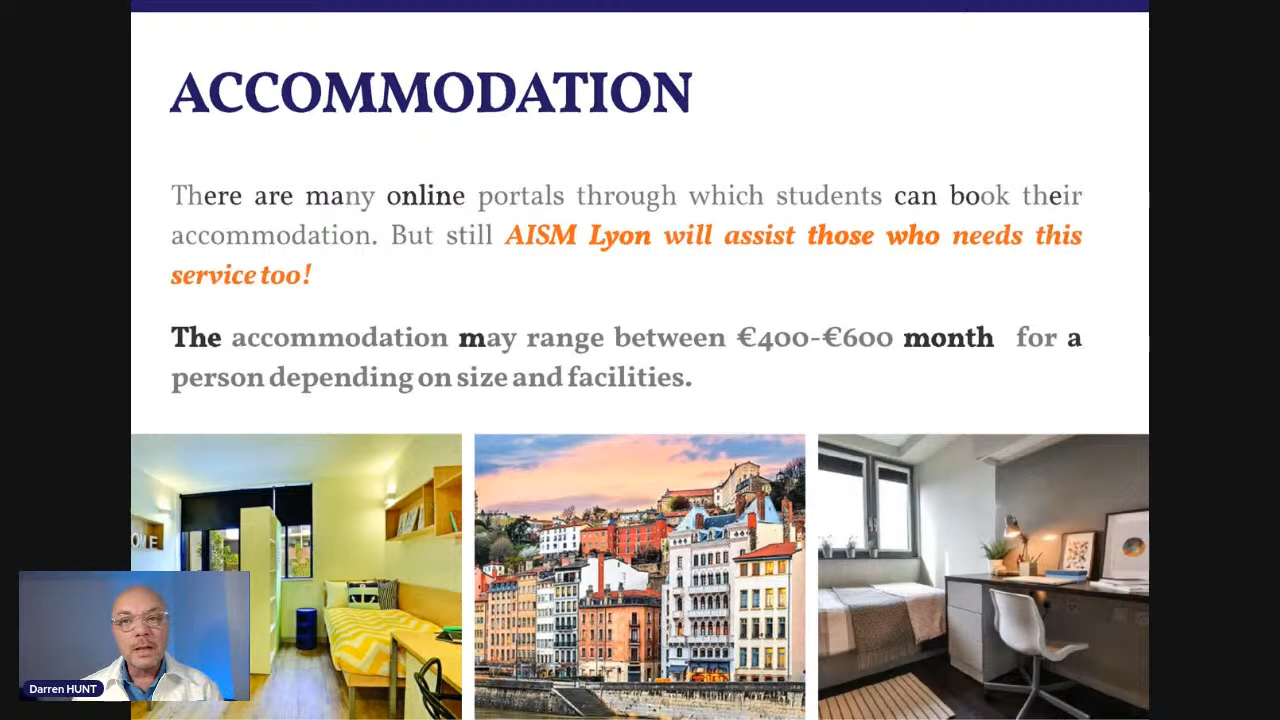 ACCOMMODATION
There are many online portals through which students can book their
accommodation. But still AISM Lyon will assist those who needs this
service too!
The accommodation may range between €400-€600 month for a
person depending on size and facilities.
OME
Darren HUNT